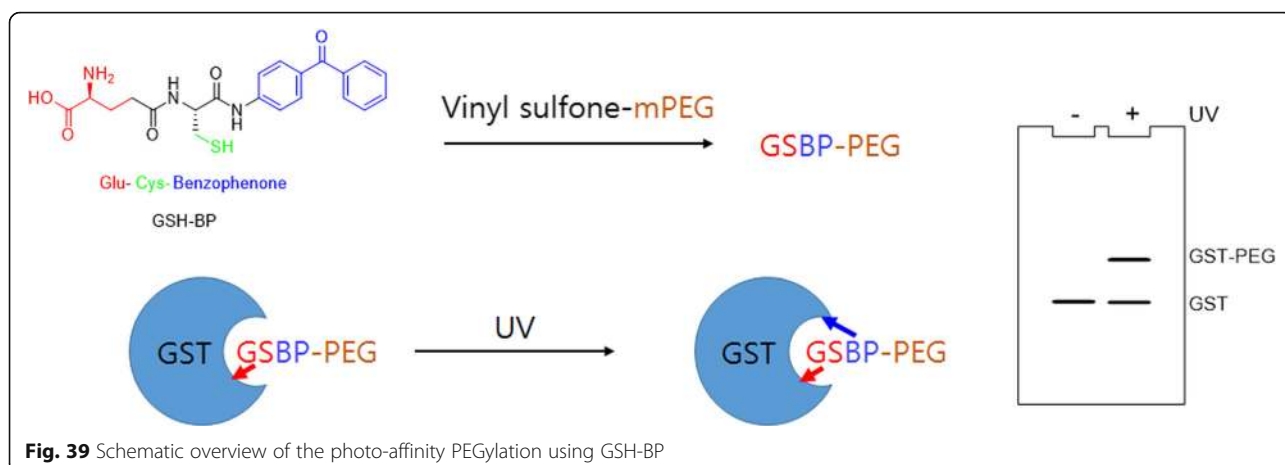 O
NH₂
HO
O
H
N
O
O
N
H
SH
Glu- Cys- Benzophenone
GSH-BP
Vinyl sulfone-mPEG
GSBP-PEG
- + UV
GST-PEG
GST
GST GSBP-PEG
UV
GST GSBP-PEG
Fig. 39 Schematic overview of the photo-affinity PEGylation using GSH-BP